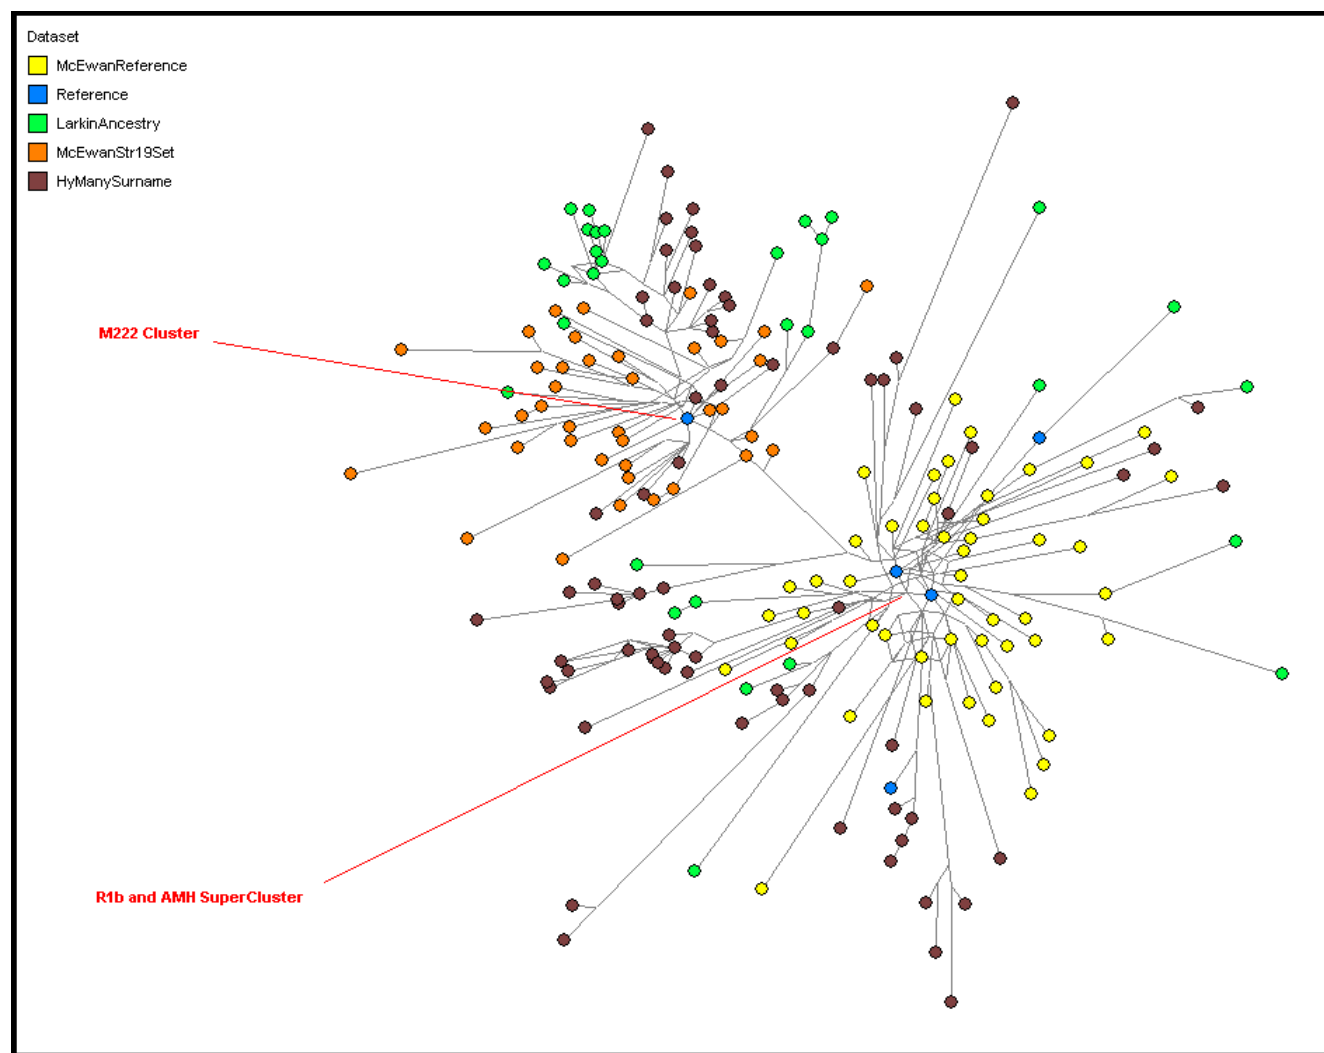 Dataset
McEwanReference
Reference
LarkinAncestry
McEwanStr19Set
HyManySurname
M222 Cluster
R1b and AMH SuperCluster